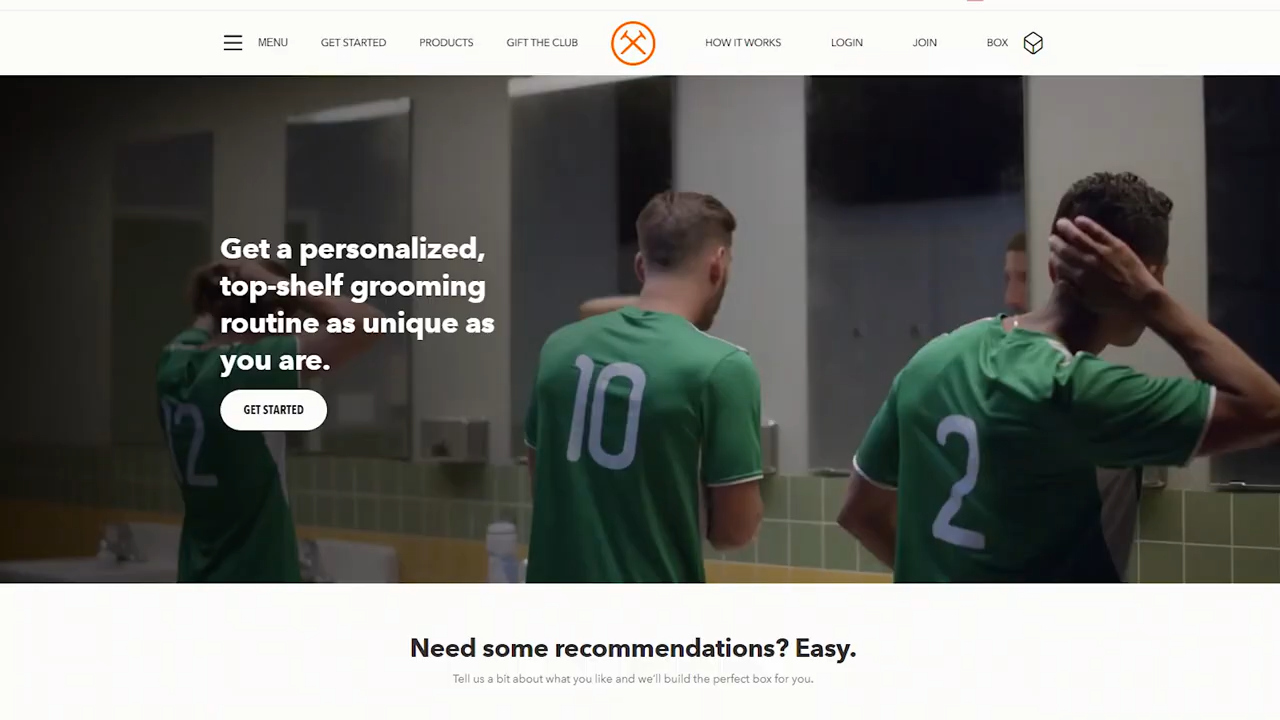 MENU
GET STARTED
PRODUCTS
GIFT THE CLUB
HOW IT WORKS
LOGIN
JOIN
BOX
Get a personalized,
top-shelf grooming
routine as unique as
you are.
GET STARTED
12
10
2
Need some recommendations? Easy.
Tell us a bit about what you like and we'll build the perfect box for you.